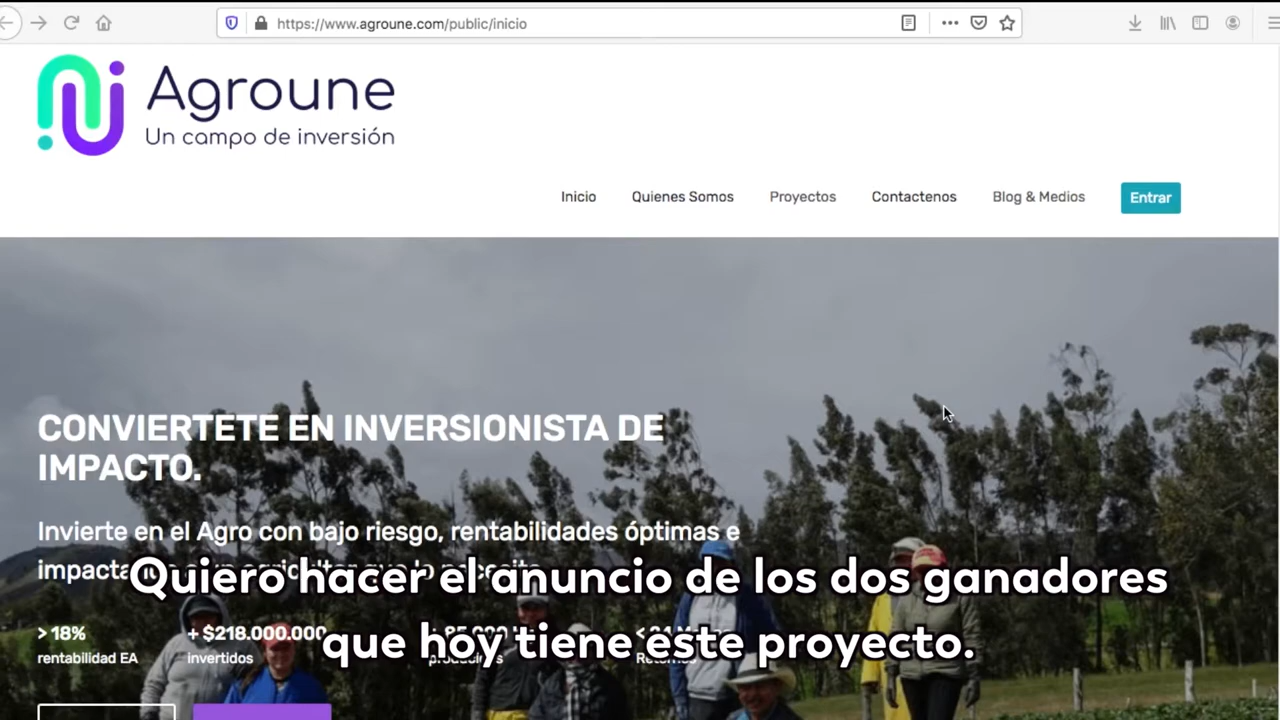 https://www.agroune.com/public/inicio
Agroune
Un campo de inversión
Inicio
Quienes Somos
Proyectos
Contactenos
Blog & Medios
Entrar
CONVIERTETE EN INVERSIONISTA DE
IMPACTO.
Invierte en el Agro con bajo riesgo, rentabilidades óptimas e
Quiero hacer el anuncio de los dos ganadores
que hoy tiene este proyecto.
> 18%
rentabilidad EA
+ $218.000.000
invertidos